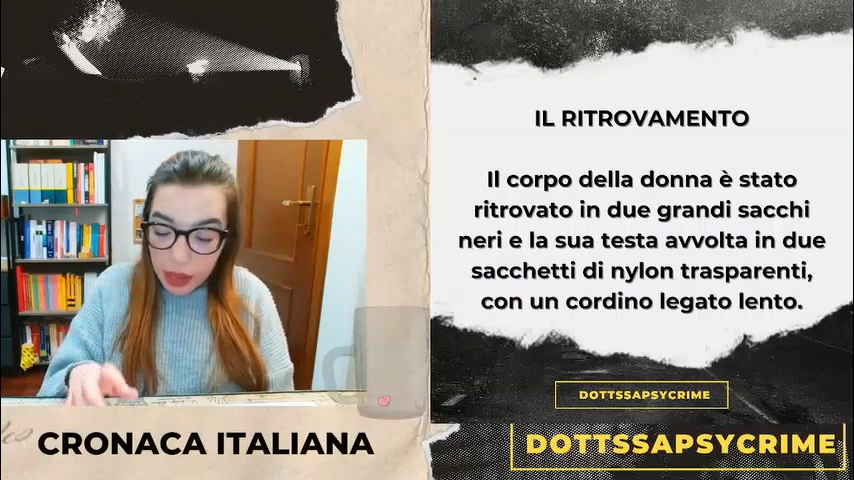 IL RITROVAMENTO
Il corpo della donna è stato
ritrovato in due grandi sacchi
neri e la sua testa avvolta in due
sacchetti di nylon trasparenti,
con un cordino legato lento.
DOTTSSAPSYCRIME
CRONACA ITALIANA
DOTTSSAPSYCRIME